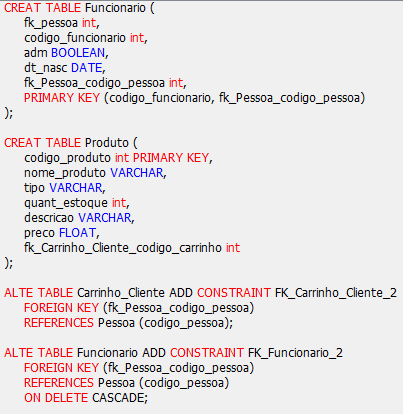 CREAT TABLE Funcionario (
fk_pessoa int,
codigo_funcionario int,
adm BOOLEAN,
dt_nasc DATE,
fk_Pessoa_codigo_pessoa int,
PRIMARY KEY (codigo_funcionario, fk_Pessoa_codigo_pessoa)
);
CREAT TABLE Produto (
codigo_produto int PRIMARY KEY,
nome_produto VARCHAR,
tipo VARCHAR,
quant_estoque int,
descricao VARCHAR,
preco FLOAT,
fk_Carrinho_Cliente_codigo_carrinho int
);
ALTE TABLE Carrinho_Cliente ADD CONSTRAINT FK_Carrinho_Cliente_2
FOREIGN KEY (fk_Pessoa_codigo_pessoa)
REFERENCES Pessoa (codigo_pessoa);
ALTE TABLE Funcionario ADD CONSTRAINT FK_Funcionario_2
FOREIGN KEY (fk_Pessoa_codigo_pessoa)
REFERENCES Pessoa (codigo_pessoa)
ON DELETE CASCADE;